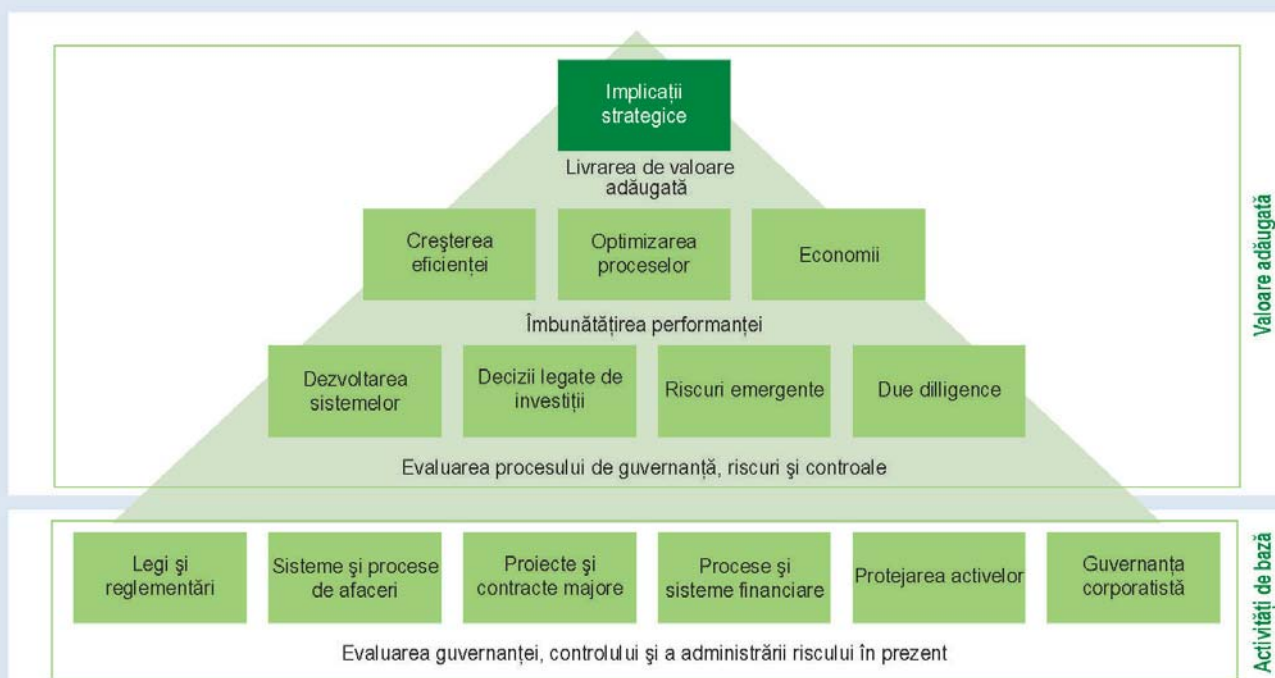 Implicații
strategice
Livrarea de valoare
adăugată
Creşterea
eficienței
Optimizarea
proceselor
Economii
Îmbunătățirea performanței
Dezvoltarea
sistemelor
Decizii legate de
investiții
Riscuri emergente
Due dilligence
Evaluarea procesului de guvernanță, riscuri şi controale
Valoare adăugată
Legi şi
reglementări
Sisteme şi procese
de afaceri
Proiecte şi
contracte majore
Procese şi
sisteme financiare
Protejarea activelor
Guvernanța
corporatistă
Evaluarea guvernanței, controlului şi a administrării riscului în prezent
Activități de bază